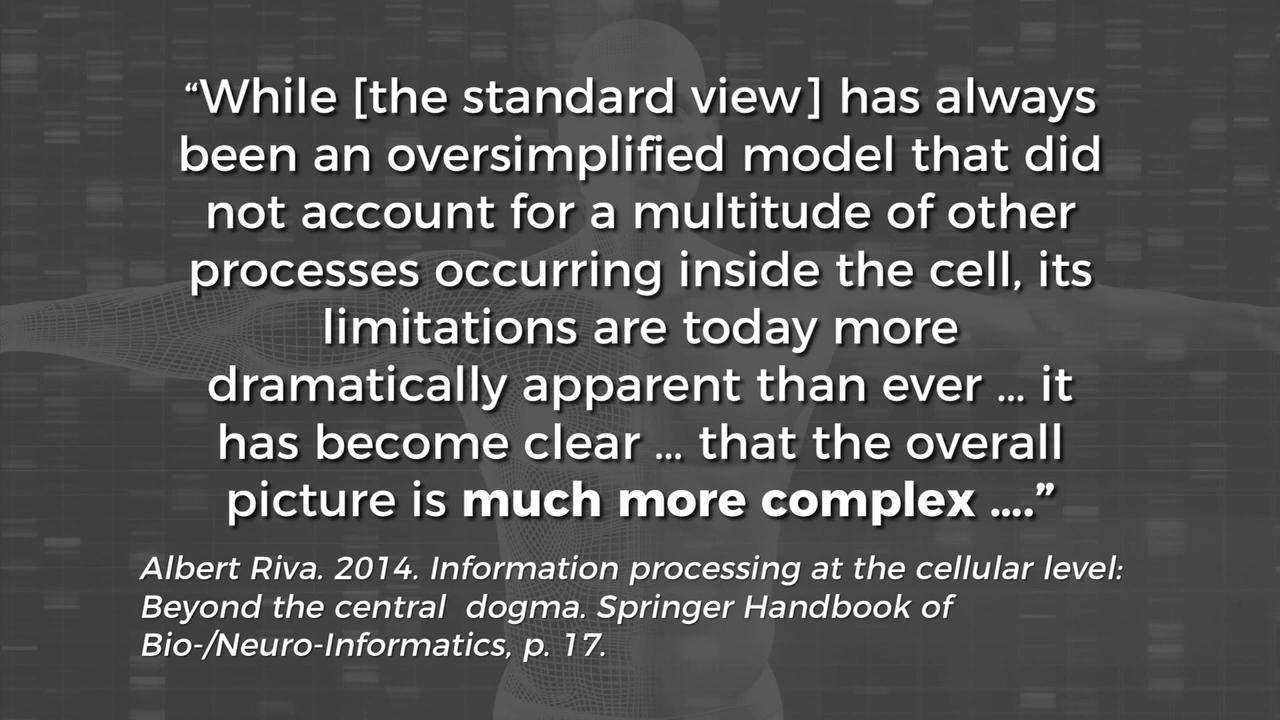 “While [the standard view] has always
been an oversimplified model that did
not account for a multitude of other
processes occurring inside the cell, its
limitations are today more
dramatically apparent than ever ... it
has become clear ... that the overall
picture is much more complex ....”
Albert Riva. 2014. Information processing at the cellular level:
Beyond the central  dogma. Springer Handbook of
Bio-/Neuro-Informatics, p. 17.